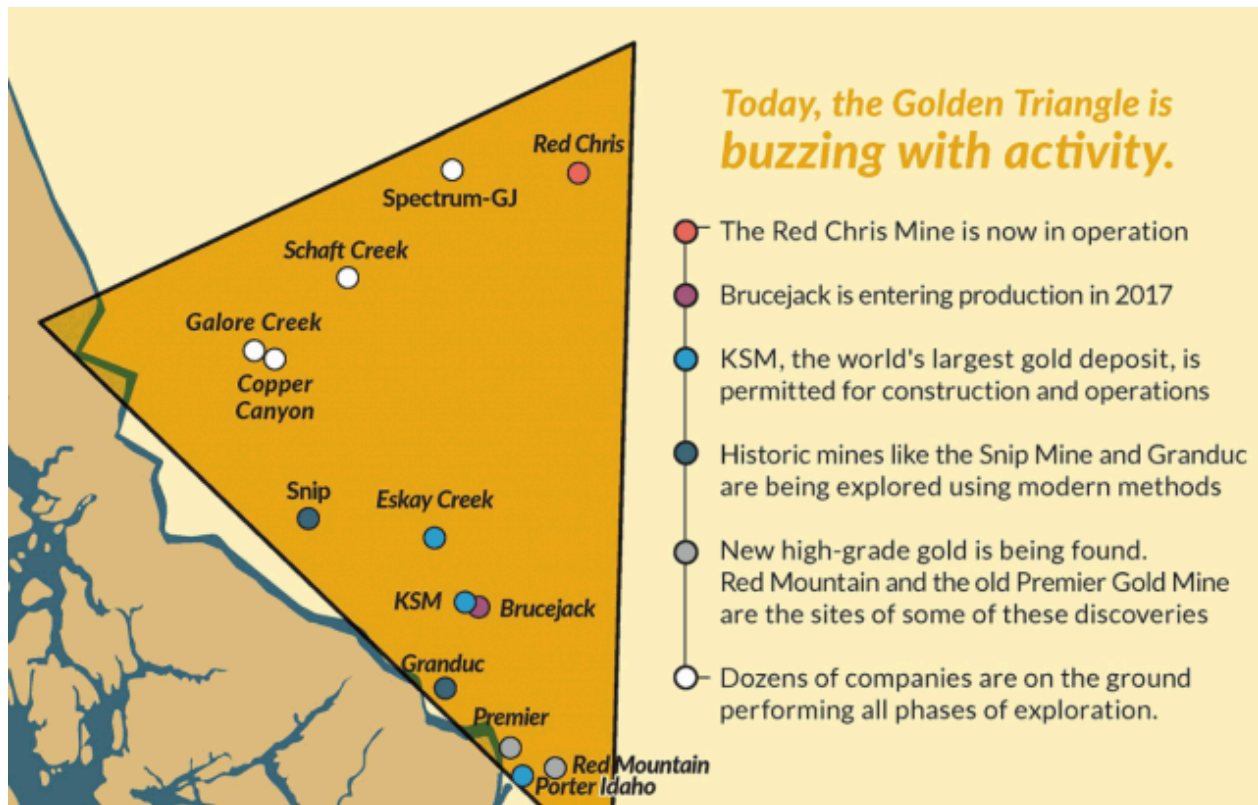 Today, the Golden Triangle is
buzzing with activity.
Red Chris
Spectrum-GJ
Schaft Creek
Galore Creek
Copper
Canyon
Snip
Eskay Creek
KSM
Brucejack
Granduc
Premier
Red Mountain
Porter Idaho
The Red Chris Mine is now in operation
Brucejack is entering production in 2017
KSM, the world's largest gold deposit, is
permitted for construction and operations
Historic mines like the Snip Mine and Granduc
are being explored using modern methods
New high-grade gold is being found.
Red Mountain and the old Premier Gold Mine
are the sites of some of these discoveries
Dozens of companies are on the ground
performing all phases of exploration.